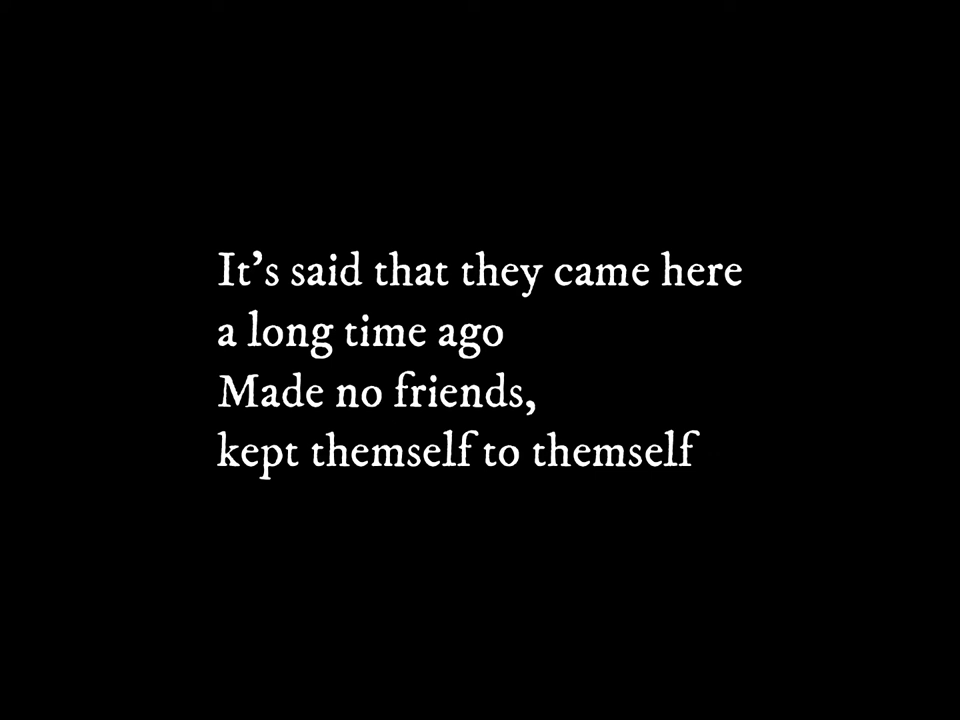 It’s said that they came here
a long time ago
Made no friends,
kept themself to themself